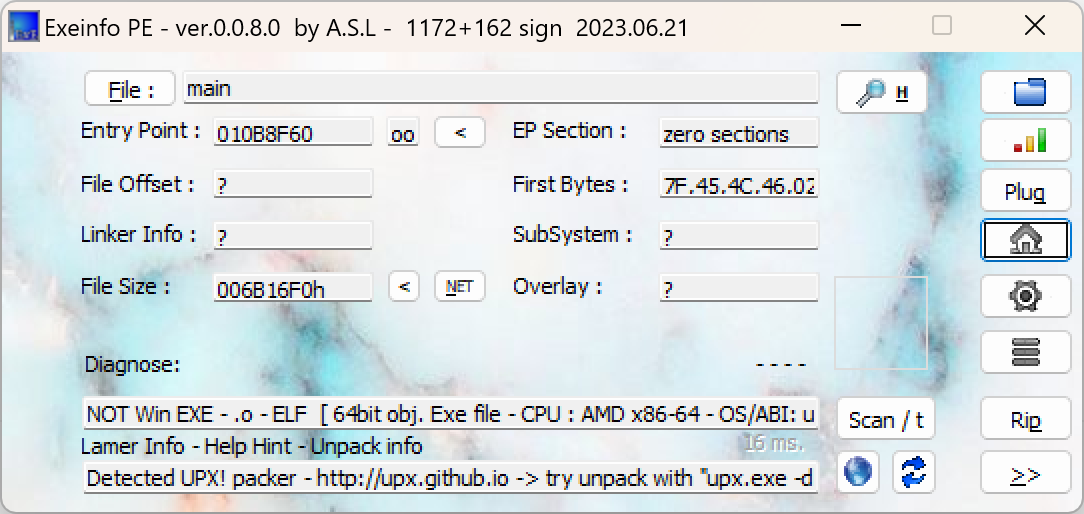 Exeinfo PE - ver.0.0.8.0 by A.S.L - 1172+162 sign 2023.06.21
File : main H
Entry Point : 010B8F60 oo < EP Section : zero sections
File Offset : ? First Bytes : 7F.45.4C.46.02 Plug
Linker Info : ? SubSystem : ?
File Size : 006B16F0h < NET Overlay : ?
Diagnose: - - - -
NOT Win EXE - .o - ELF [ 64bit obj. Exe file - CPU : AMD x86-64 - OS/ABI: u Scan / t Rip
Lamer Info - Help Hint - Unpack info 16 ms.
Detected UPX! packer - http://upx.github.io -> try unpack with "upx.exe -d >>